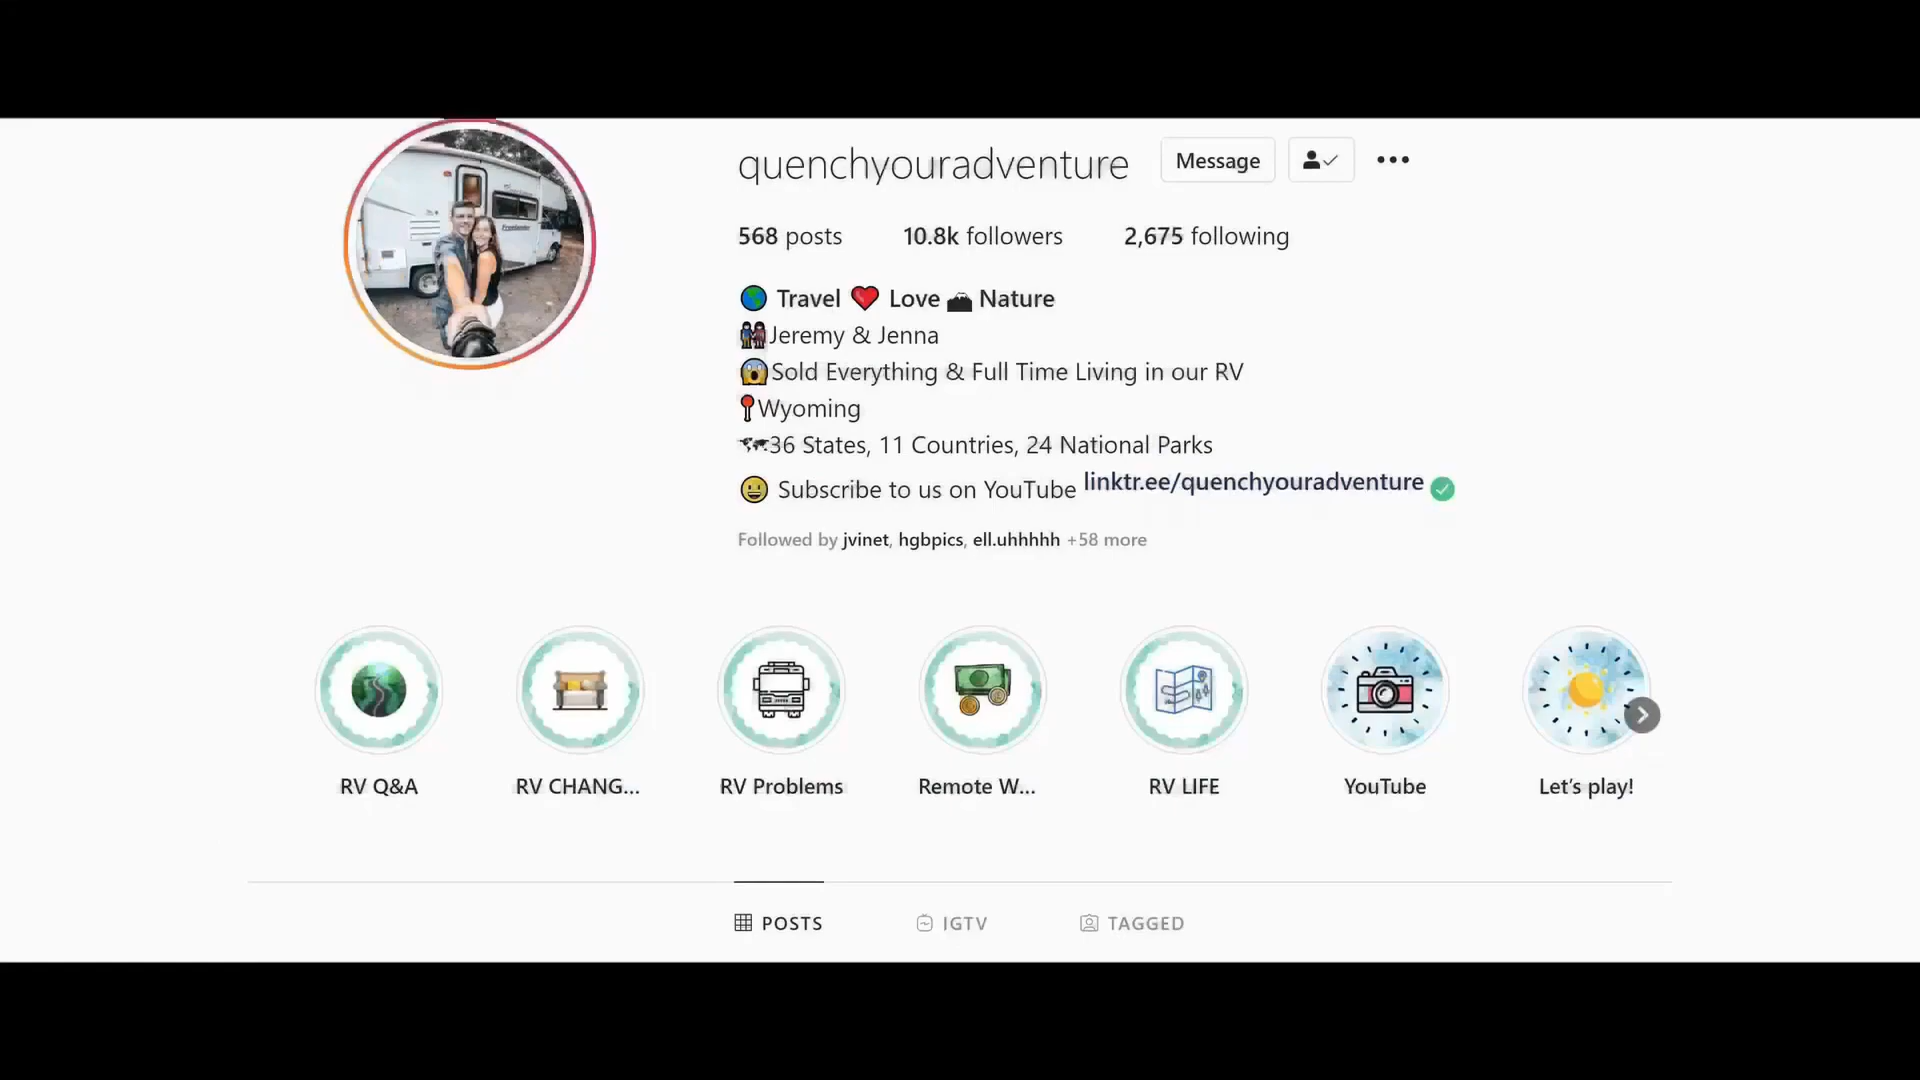 quenchyouradventure Message
568 posts 10.8k followers 2,675 following
Travel Love Nature
Jeremy & Jenna
Sold Everything & Full Time Living in our RV
Wyoming
36 States, 11 Countries, 24 National Parks
Subscribe to us on YouTube linktr.ee/quenchyouradventure
Followed by jvinet, hgbpics, ell.uhhhhh +58 more
RV Q&A RV CHANG... RV Problems Remote W... RV LIFE YouTube Let's play!
POSTS IGTV TAGGED